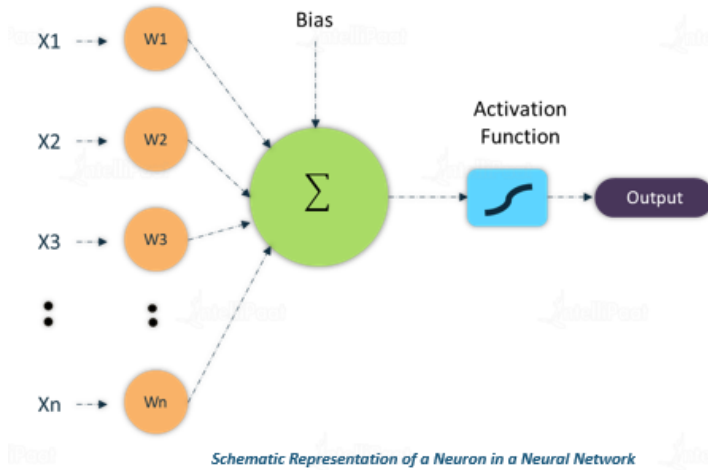 Bias
X1
W1
X2
W2
X3
W3
Xn
Wn
Σ
Activation
Function
Output
Schematic Representation of a Neuron in a Neural Network